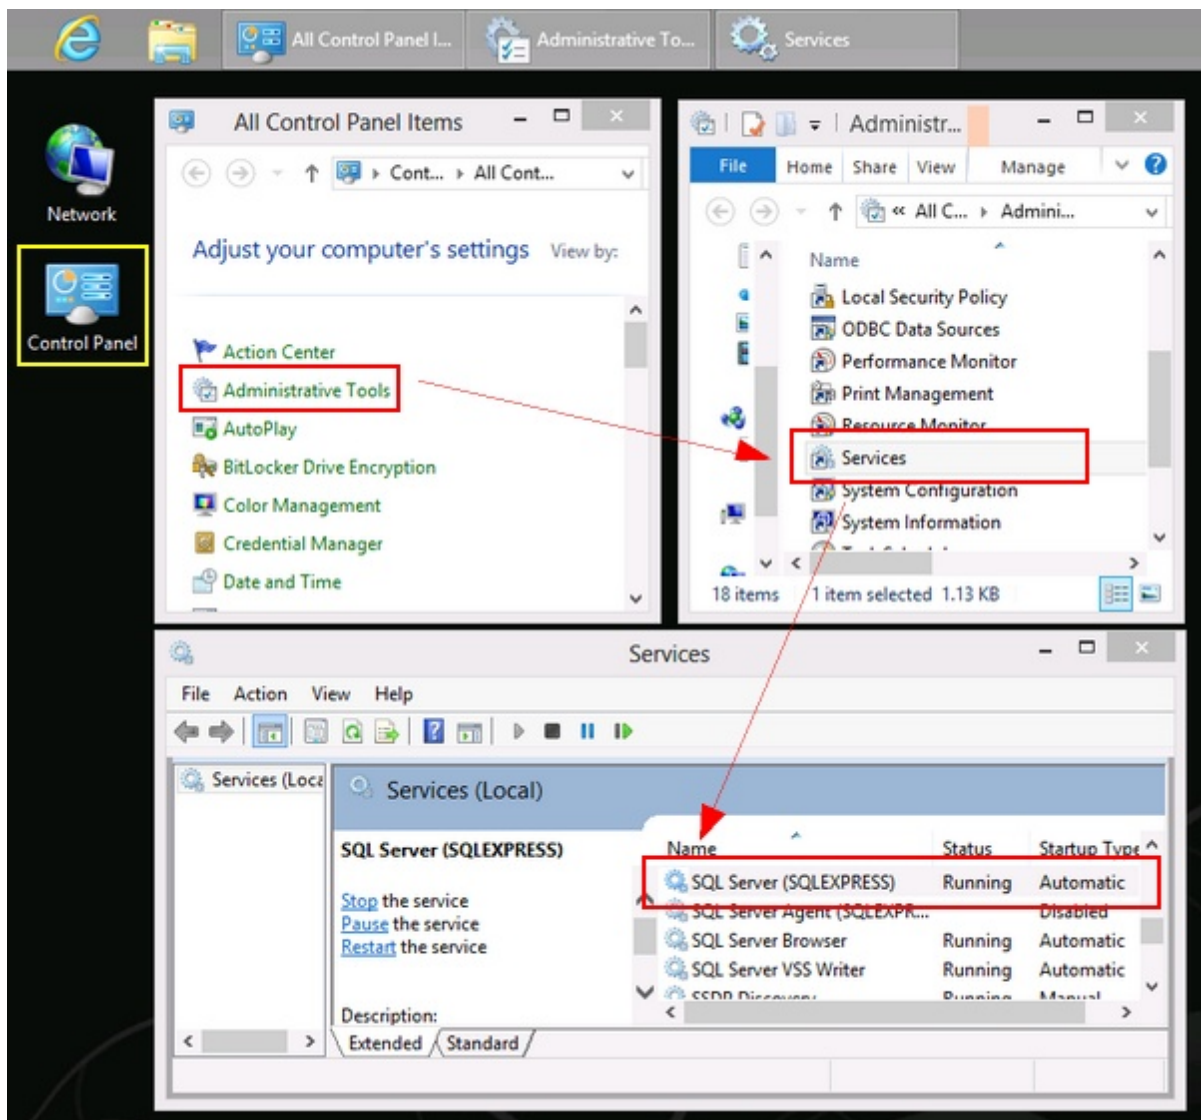 All Control Panel I...
Administrative To...
Services
Network
Control Panel
All Control Panel Items
Cont... All Cont...
Adjust your computer's settings View by:
Action Center
Administrative Tools
AutoPlay
BitLocker Drive Encryption
Color Management
Credential Manager
Date and Time
Administr...
File Home Share View Manage
All C... Admini...
Name
Local Security Policy
ODBC Data Sources
Performance Monitor
Print Management
Resource Monitor
Services
System Configuration
System Information
18 items 1 item selected 1.13 KB
Services
File Action View Help
Services (Loca
Services (Local)
SQL Server (SQLEXPRESS)
Stop the service
Pause the service
Restart the service
Description:
Name Status Startup Type
SQL Server (SQLEXPRESS) Running Automatic
SQL Server Agent (SQLEXPR... Disabled
SQL Server Browser Running Automatic
SQL Server VSS Writer Running Automatic
SSDP Discovery Running Manual
Extended Standard